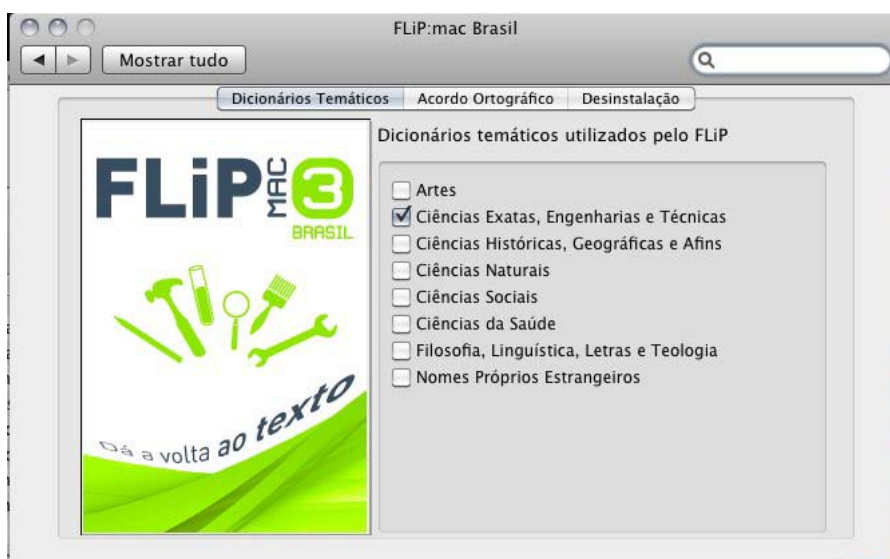 FLiP:mac Brasil
Mostrar tudo
Dicionários Temáticos Acordo Ortográfico Desinstalação
Dicionários temáticos utilizados pelo FLiP
FLiP MAC 3
BRASIL
Dá a volta ao texto
Artes
Ciências Exatas, Engenharias e Técnicas
Ciências Históricas, Geográficas e Afins
Ciências Naturais
Ciências Sociais
Ciências da Saúde
Filosofia, Linguística, Letras e Teologia
Nomes Próprios Estrangeiros